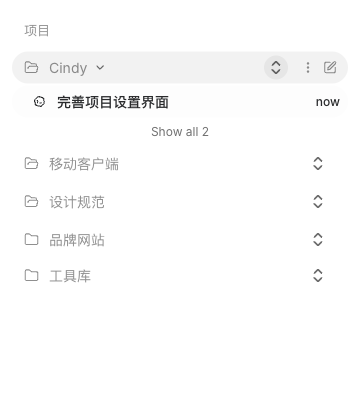 项目
Cindy
完善项目设置界面 now
Show all 2
移动客户端
设计规范
品牌网站
工具库